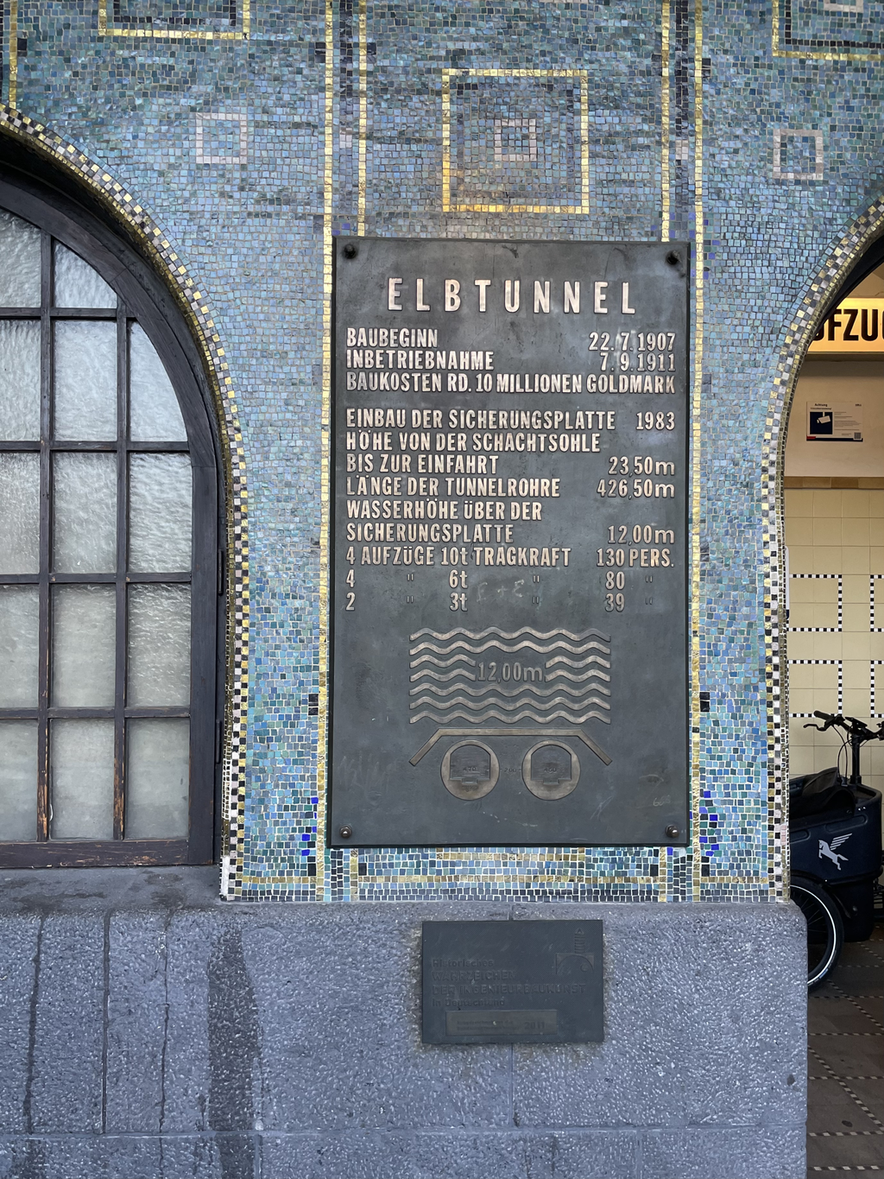 ELBTUNNEL
BAUBEGINN 22.7.1907
INBETRIEBNAHME 7.9.1911
BAUKOSTEN RD. 10 MILLIONEN GOLDMARK
EINBAU DER SICHERUNGSPLATTE 1983
HÖHE VON DER SCHACHTSOHLE
BIS ZUR EINFAHRT 23,50m
LÄNGE DER TUNNELROHRE 426,50m
WASSERHÖHE ÜBER DER
SICHERUNGSPLATTE 12,00m
4 AUFZÜGE 10t TRAGKRAFT 130 PERS.
4 " 6t " 80 "
2 " 3t " 39 "
12,00m